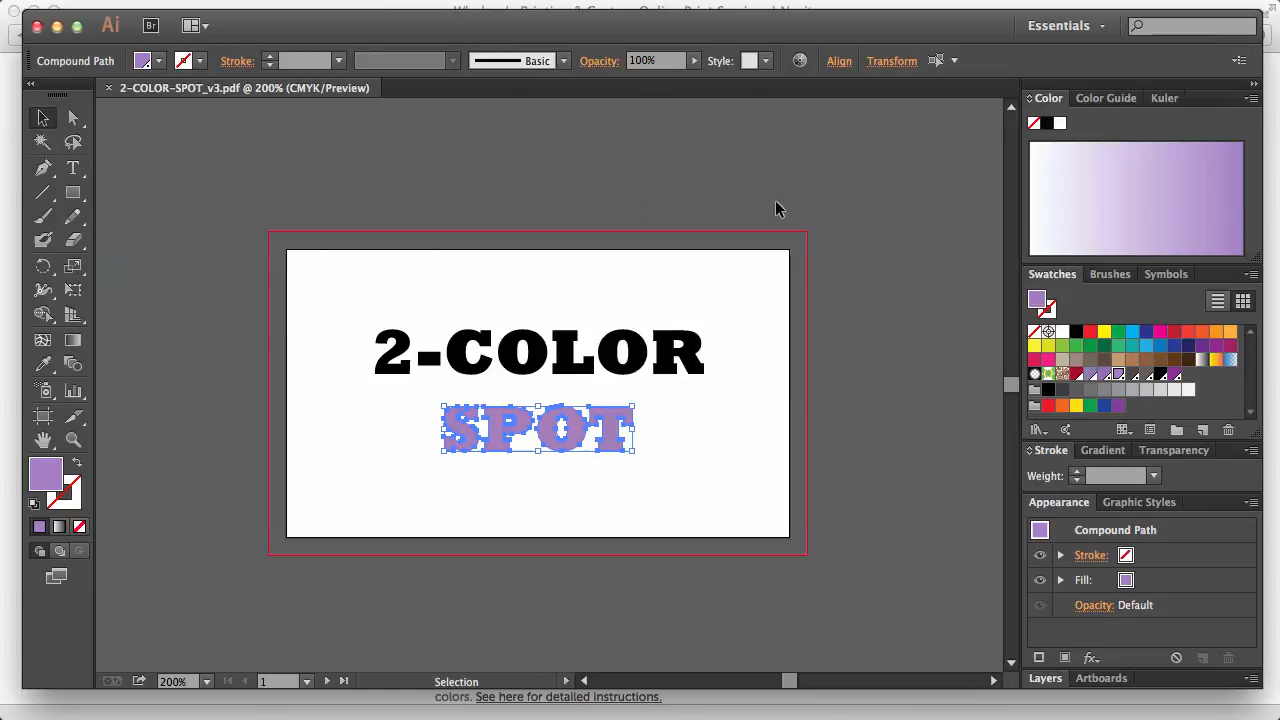 Ai Br Essentials
Compound Path Stroke: Basic Opacity: 100% Style: Align Transform
× 2-COLOR-SPOT_v3.pdf @ 200% (CMYK/Preview)
Color Color Guide Kuler
Swatches Brushes Symbols
2-COLOR
SPOT
Stroke Gradient Transparency
Weight:
Appearance Graphic Styles
Compound Path
Stroke:
Fill:
Opacity: Default
fx
Layers Artboards
200% 1 Selection
colors. See here for detailed instructions.